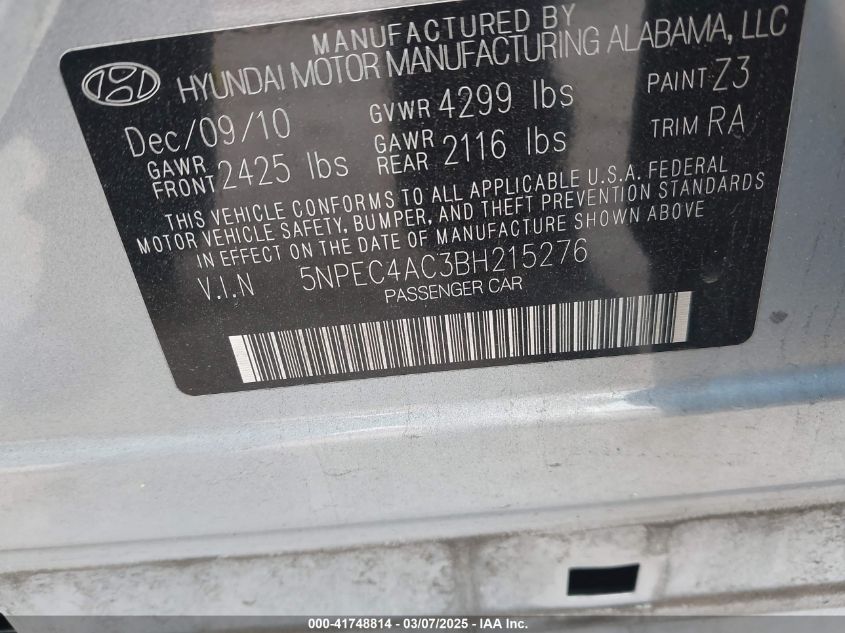 MANUFACTURED BY
HYUNDAI MOTOR MANUFACTURING ALABAMA, LLC
Dec/09/10 GVWR 4299 lbs PAINT Z3
GAWR FRONT 2425 lbs GAWR REAR 2116 lbs TRIM RA
THIS VEHICLE CONFORMS TO ALL APPLICABLE U.S.A. FEDERAL
MOTOR VEHICLE SAFETY, BUMPER, AND THEFT PREVENTION STANDARDS
IN EFFECT ON THE DATE OF MANUFACTURE SHOWN ABOVE
V.I.N 5NPEC4AC3BH215276
PASSENGER CAR
000-41748814 - 03/07/2025 - IAA Inc.